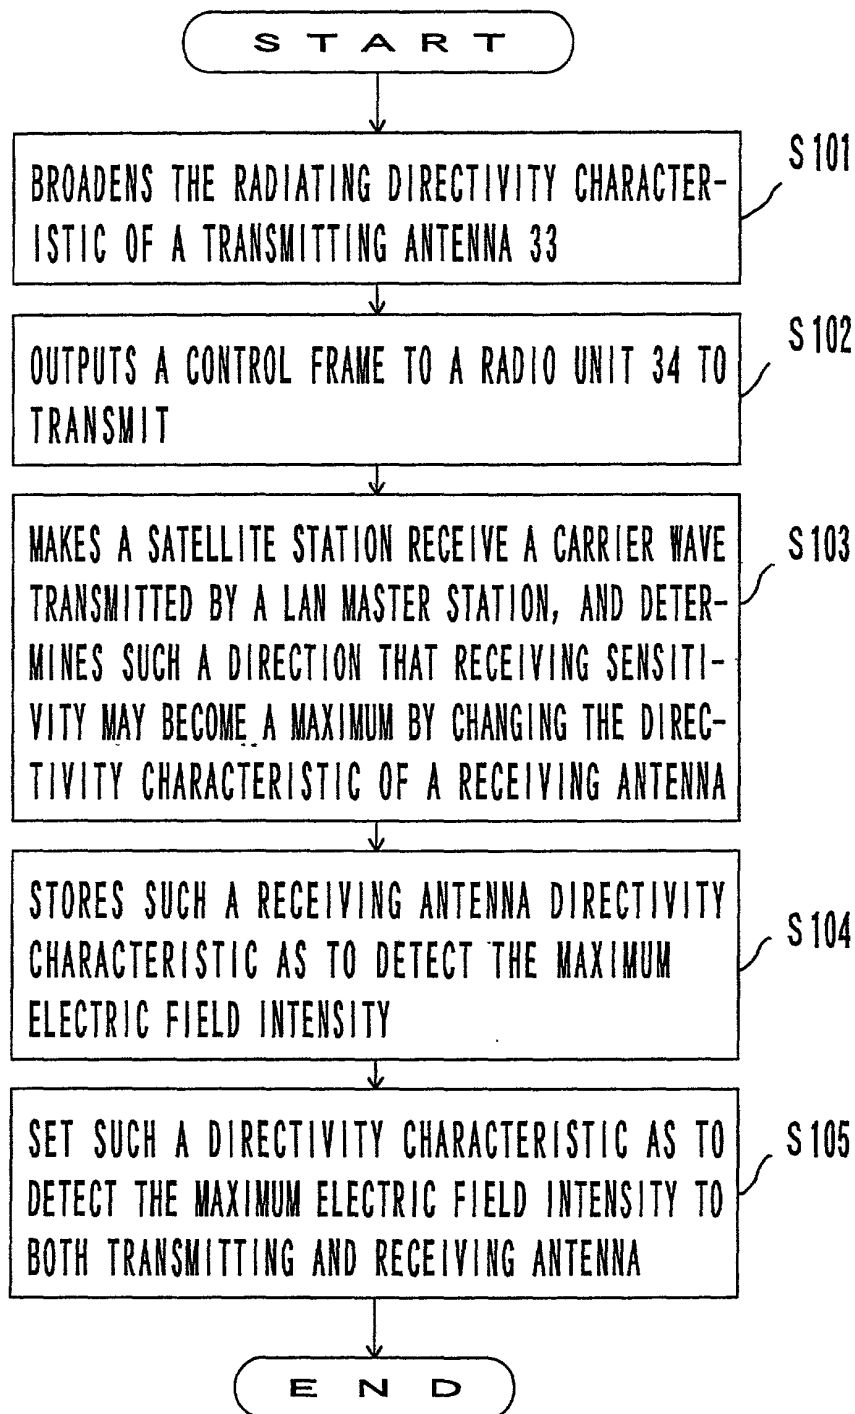 START
S101
BROADENS THE RADIATING DIRECTIVITY CHARACTER-
ISTIC OF A TRANSMITTING ANTENNA 33
S102
OUTPUTS A CONTROL FRAME TO A RADIO UNIT 34 TO
TRANSMIT
S103
MAKES A SATELLITE STATION RECEIVE A CARRIER WAVE
TRANSMITTED BY A LAN MASTER STATION, AND DETER-
MINES SUCH A DIRECTION THAT RECEIVING SENSITI-
VITY MAY BECOME A MAXIMUM BY CHANGING THE DIREC-
TIVITY CHARACTERISTIC OF A RECEIVING ANTENNA
S104
STORES SUCH A RECEIVING ANTENNA DIRECTIVITY
CHARACTERISTIC AS TO DETECT THE MAXIMUM
ELECTRIC FIELD INTENSITY
S105
SET SUCH A DIRECTIVITY CHARACTERISTIC AS TO
DETECT THE MAXIMUM ELECTRIC FIELD INTENSITY TO
BOTH TRANSMITTING AND RECEIVING ANTENNA
END